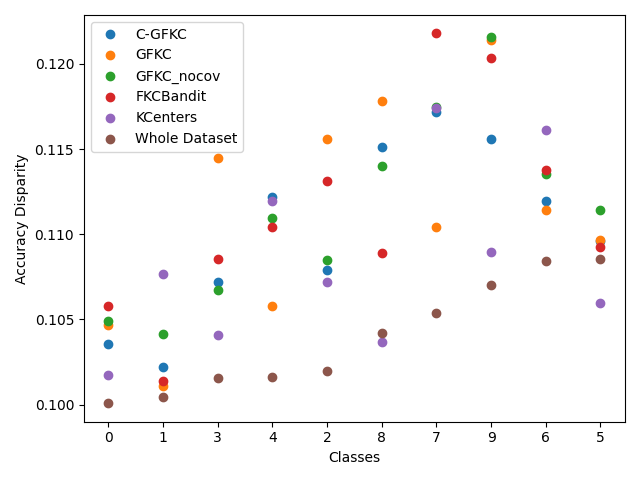 C-GFKC
GFKC
GFKC_nocov
FKCBandit
KCenters
Whole Dataset
Accuracy Disparity
0.120
0.115
0.110
0.105
0.100
0 1 3 4 2 8 7 9 6 5
Classes